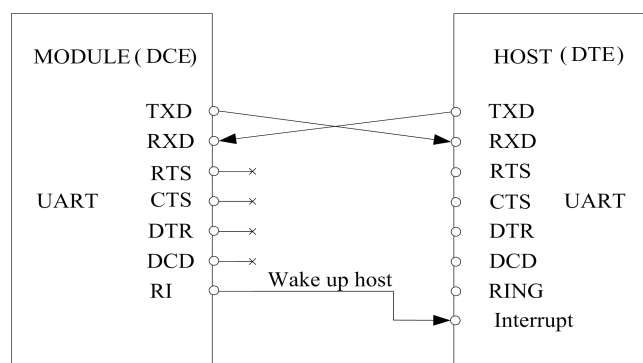 MODULE (DCE)
TXD
RXD
RTS
UART
CTS
DTR
DCD
RI
Wake up host
HOST (DTE)
TXD
RXD
RTS
CTS
UART
DTR
DCD
RING
Interrupt